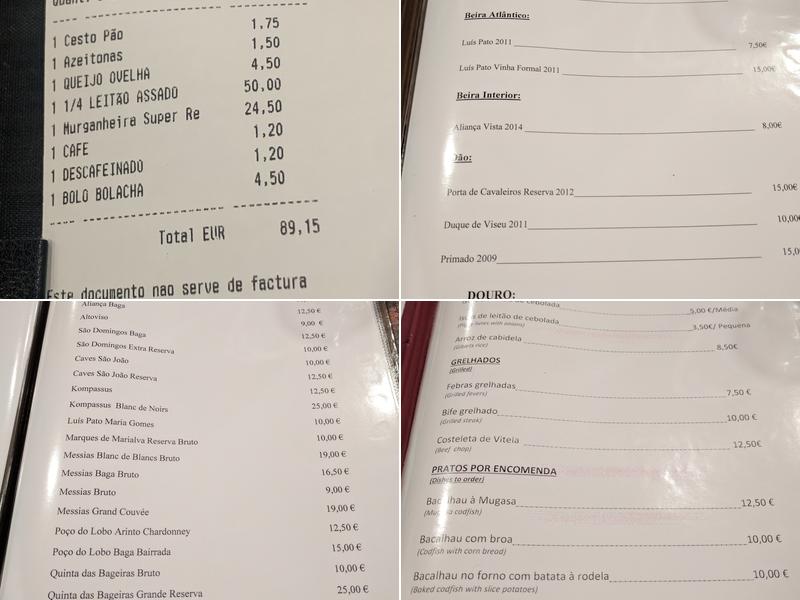 1 Cesto Pão 1,75
1 Azeitonas 1,50
1 QUEIJO OVELHA 4,50
1 1/4 LEITÃO ASSADO 50,00
1 Murganheira Super Re 24,50
1 CAFE 1,20
1 DESCAFEINADO 1,20
1 BOLO BOLACHA 4,50
Total EUR 89,15
Este documento nao serve de factura
Beira Atlântico:
Luís Pato 2011 7,50€
Luís Pato Vinha Formal 2011 15,00€
Beira Interior:
Aliança Vista 2014 8,00€
Dão:
Porta de Cavaleiros Reserva 2012 15,00€
Duque de Viseu 2011 10,00€
Primado 2009 15,0
DOURO:
Aliança Baga 12,50 €
Altoviso 9,00 €
São Domingos Baga 12,50 €
São Domingos Extra Reserva 10,00 €
Caves São João 10,00 €
Caves São João Reserva 12,50 €
Kompassus 12,50 €
Kompassus Blanc de Noirs 25,00 €
Luís Pato Maria Gomes 10,00 €
Marques de Marialva Reserva Bruto 10,00 €
Messias Blanc de Blancs Bruto 19,00 €
Messias Baga Bruto 16,50 €
Messias Bruto 9,00 €
Messias Grand Couvée 19,00 €
Poço do Lobo Arinto Chardonney 12,50 €
Poço do Lobo Baga Bairrada 15,00 €
Quinta das Bageiras Bruto 10,00 €
Quinta das Bageiras Grande Reserva 25,00 €
de cebolada 5,00 €/Média
de leitão de cebolada 3,50€/ Pequena
with onions)
Arroz de cabidela 8,50€
(Giblets rice)
GRELHADOS
(Grilled)
Febras grelhadas 7,50 €
(Grilled fevers)
Bife grelhado 10,00 €
(Grilled steak)
Costeleta de Vitela 12,50€
(Beef chop)
PRATOS POR ENCOMENDA
(Dishes to order)
Bacalhau à Mugasa 12,50 €
(Mugasa codfish)
Bacalhau com broa 10,00 €
(Codfish with corn bread)
Bacalhau no forno com batata à rodela 10,00 €
(Baked codfish with slice potatoes)